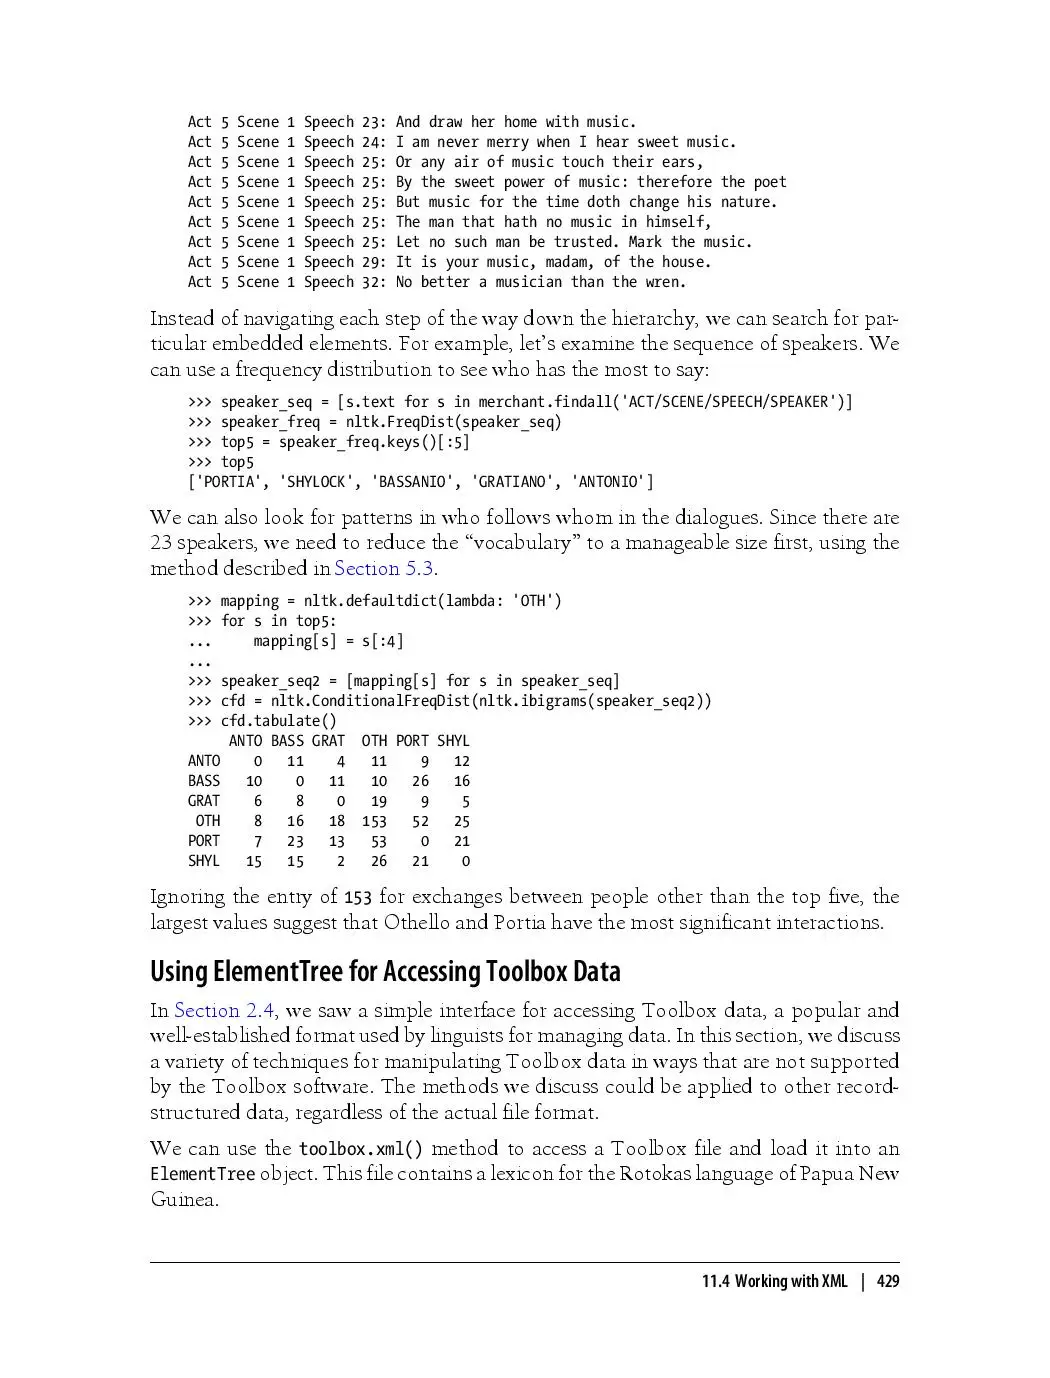 Act 5 Scene 1 Speech 23: And draw her home with music.
Act 5 Scene 1 Speech 24: I am never merry when I hear sweet music.
Act 5 Scene 1 Speech 25: Or any air of music touch their ears,
Act 5 Scene 1 Speech 25: By the sweet power of music: therefore the poet
Act 5 Scene 1 Speech 25: But music for the time doth change his nature.
Act 5 Scene 1 Speech 25: The man that hath no music in himself,
Act 5 Scene 1 Speech 25: Let no such man be trusted. Mark the music.
Act 5 Scene 1 Speech 29: It is your music, madam, of the house.
Act 5 Scene 1 Speech 32: No better a musician than the wren.
Instead of navigating each step of the way down the hierarchy, we can search for par-
ticular embedded elements. For example, let’s examine the sequence of speakers. We
can use a frequency distribution to see who has the most to say:
>>> speaker_seq = [s.text for s in merchant.findall('ACT/SCENE/SPEECH/SPEAKER')]
>>> speaker_freq = nltk.FreqDist(speaker_seq)
>>> top5 = speaker_freq.keys()[:5]
>>> top5
['PORTIA', 'SHYLOCK', 'BASSANIO', 'GRATIANO', 'ANTONIO']
We can also look for patterns in who follows whom in the dialogues. Since there are
23 speakers, we need to reduce the “vocabulary” to a manageable size first, using the
method described in Section 5.3.
>>> mapping = nltk.defaultdict(lambda: 'OTH')
>>> for s in top5:
...     mapping[s] = s[:4]
...
>>> speaker_seq2 = [mapping[s] for s in speaker_seq]
>>> cfd = nltk.ConditionalFreqDist(nltk.ibigrams(speaker_seq2))
>>> cfd.tabulate()
     ANTO BASS GRAT  OTH PORT SHYL
ANTO    0   11    4   11    9   12
BASS   10    0   11   10   26   16
GRAT    6    8    0   19    9    5
 OTH    8   16   18  153   52   25
PORT    7   23   13   53    0   21
SHYL   15   15    2   26   21    0
Ignoring the entry of 153 for exchanges between people other than the top five, the
largest values suggest that Othello and Portia have the most significant interactions.
Using ElementTree for Accessing Toolbox Data
In Section 2.4, we saw a simple interface for accessing Toolbox data, a popular and
well-established format used by linguists for managing data. In this section, we discuss
a variety of techniques for manipulating Toolbox data in ways that are not supported
by the Toolbox software. The methods we discuss could be applied to other record-
structured data, regardless of the actual file format.
We can use the toolbox.xml() method to access a Toolbox file and load it into an
ElementTree object. This file contains a lexicon for the Rotokas language of Papua New
Guinea.
11.4 Working with XML | 429